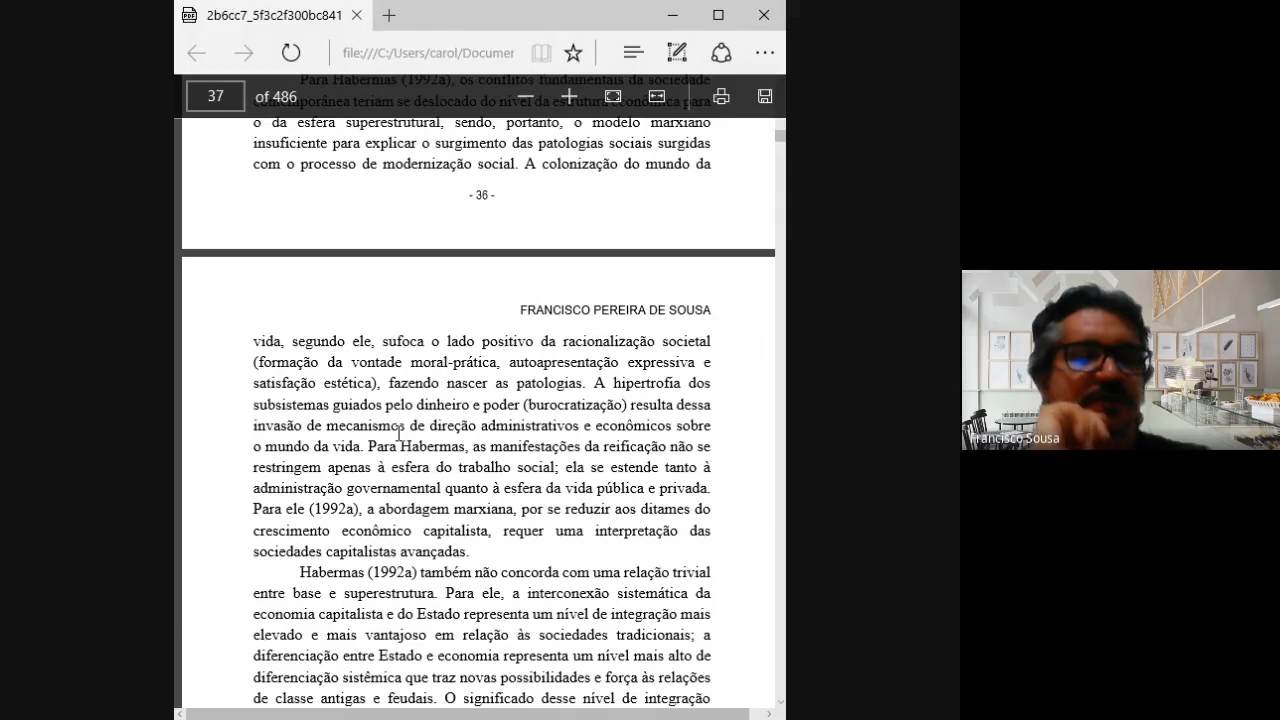 2b6cc7_5f3c2f300bc841
file:///C:/Users/carol/Documen
37 of 486
Para Habermas (1992a), os conflitos fundamentais da sociedade
contemporânea teriam se deslocado do nível da estrutura econômica para
o da esfera superestrutural, sendo, portanto, o modelo marxiano
insuficiente para explicar o surgimento das patologias sociais surgidas
com o processo de modernização social. A colonização do mundo da
- 36 -
FRANCISCO PEREIRA DE SOUSA
vida, segundo ele, sufoca o lado positivo da racionalização societal
(formação da vontade moral-prática, autoapresentação expressiva e
satisfação estética), fazendo nascer as patologias. A hipertrofia dos
subsistemas guiados pelo dinheiro e poder (burocratização) resulta dessa
invasão de mecanismos de direção administrativos e econômicos sobre
o mundo da vida. Para Habermas, as manifestações da reificação não se
restringem apenas à esfera do trabalho social; ela se estende tanto à
administração governamental quanto à esfera da vida pública e privada.
Para ele (1992a), a abordagem marxiana, por se reduzir aos ditames do
crescimento econômico capitalista, requer uma interpretação das
sociedades capitalistas avançadas.
Habermas (1992a) também não concorda com uma relação trivial
entre base e superestrutura. Para ele, a interconexão sistemática da
economia capitalista e do Estado representa um nível de integração mais
elevado e mais vantajoso em relação às sociedades tradicionais; a
diferenciação entre Estado e economia representa um nível mais alto de
diferenciação sistêmica que traz novas possibilidades e força às relações
de classe antigas e feudais. O significado desse nível de integração
Francisco Sousa